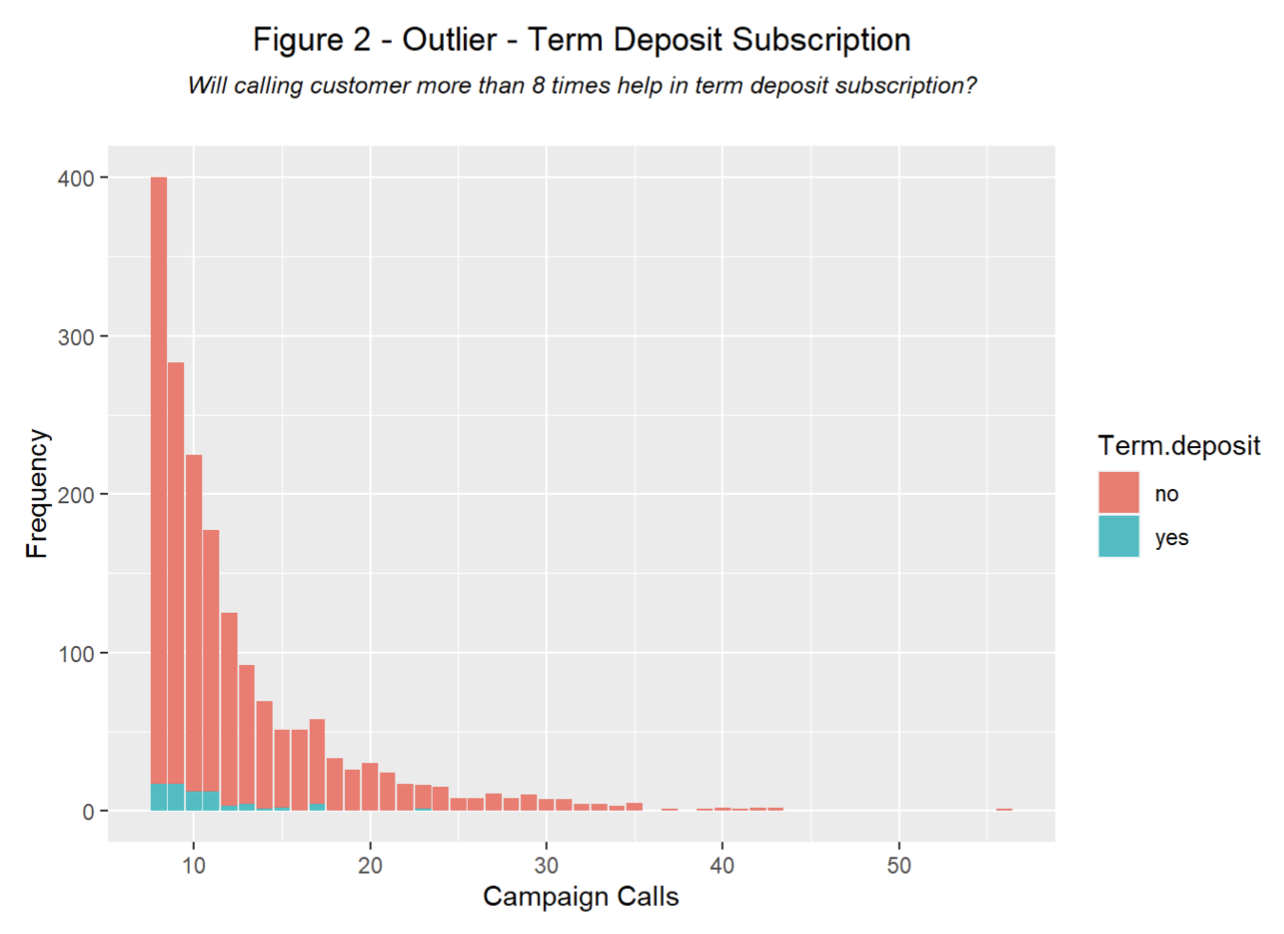 Figure 2 - Outlier - Term Deposit Subscription
Will calling customer more than 8 times help in term deposit subscription?
400
300
200
100
0
Frequency
10 20 30 40 50
Campaign Calls
Term.deposit
no
yes